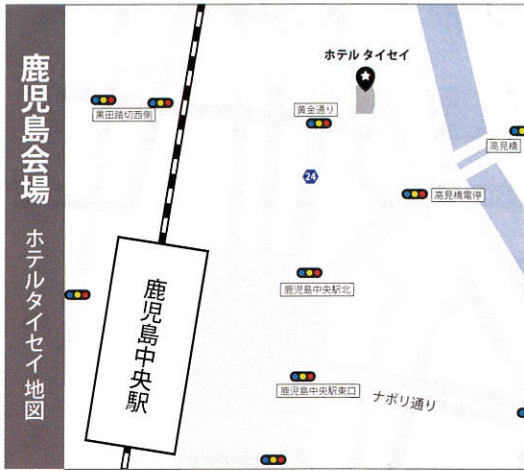 鹿児島会場 ホテルタイセイ 地図
ホテル タイセイ
黒田踏切西側
黄金通り
高見橋
24
高見橋電停
鹿児島中央駅
鹿児島中央駅北
鹿児島中央駅東口
ナポリ通り